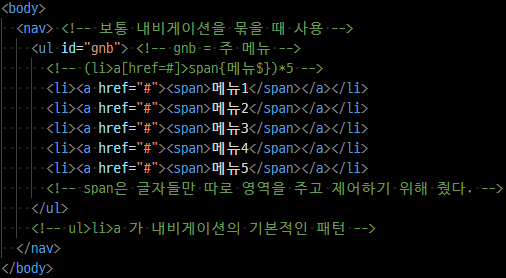 <body>
<nav> <!-- 보통 내비게이션을 묶을 때 사용 -->
<ul id="gnb"> <!-- gnb = 주 메뉴 -->
<!-- (li>a[href=#]>span{메뉴$})*5 -->
<li><a href="#"><span>메뉴1</span></a></li>
<li><a href="#"><span>메뉴2</span></a></li>
<li><a href="#"><span>메뉴3</span></a></li>
<li><a href="#"><span>메뉴4</span></a></li>
<li><a href="#"><span>메뉴5</span></a></li>
<!-- span은 글자들만 따로 영역을 주고 제어하기 위해 줬다. -->
</ul>
<!-- ul>li>a 가 내비게이션의 기본적인 패턴 -->
</nav>
</body>